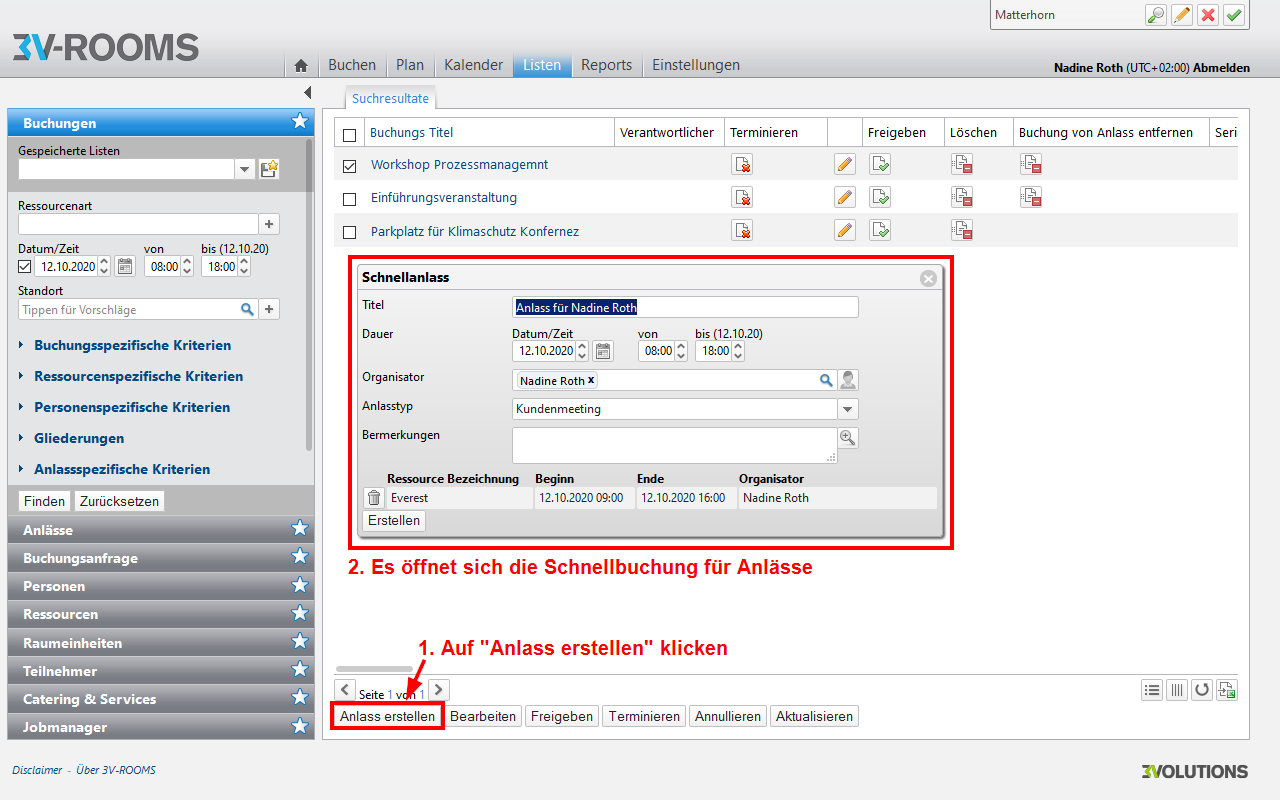 Matterhorn
3V-ROOMS
Buchen Plan Kalender Listen Reports Einstellungen
Nadine Roth (UTC+02:00) Abmelden
Suchresultate
Buchungen
Gespeicherte Listen
Ressourcenart
Datum/Zeit von bis (12.10.20)
12.10.2020 08:00 18:00
Standort
Tippen für Vorschläge
Buchungsspezifische Kriterien
Ressourcenspezifische Kriterien
Personenspezifische Kriterien
Gliederungen
Anlassspezifische Kriterien
Finden Zurücksetzen
Anlässe
Buchungsanfrage
Personen
Ressourcen
Raumeinheiten
Teilnehmer
Catering & Services
Jobmanager
Buchungs Titel Verantwortlicher Terminieren Freigeben Löschen Buchung von Anlass entfernen Seri
Workshop Prozessmanagemnt
Einführungsveranstaltung
Parkplatz für Klimaschutz Konfernez
Schnellanlass
Titel Anlass für Nadine Roth
Dauer Datum/Zeit von bis (12.10.20)
12.10.2020 08:00 18:00
Organisator Nadine Roth x
Anlasstyp Kundenmeeting
Bermerkungen
Ressource Bezeichnung Beginn Ende Organisator
Everest 12.10.2020 09:00 12.10.2020 16:00 Nadine Roth
Erstellen
2. Es öffnet sich die Schnellbuchung für Anlässe
1. Auf "Anlass erstellen" klicken
Seite 1 von 1
Anlass erstellen Bearbeiten Freigeben Terminieren Annullieren Aktualisieren
Disclaimer - Über 3V-ROOMS
3VOLUTIONS